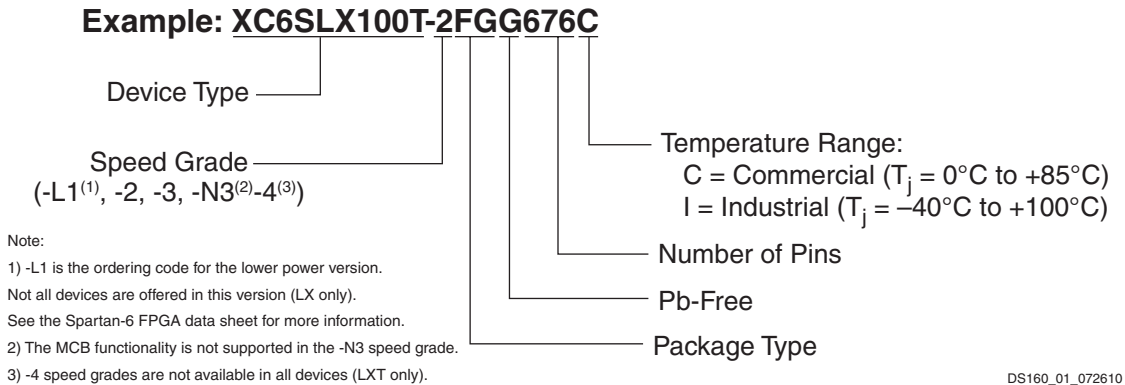 Example: XC6SLX100T-2FGG676C
Device Type
Speed Grade
(-L1(1), -2, -3, -N3(2)-4(3))
Temperature Range:
C = Commercial (Tj = 0°C to +85°C)
I = Industrial (Tj = –40°C to +100°C)
Number of Pins
Pb-Free
Package Type
Note:
1) -L1 is the ordering code for the lower power version.
Not all devices are offered in this version (LX only).
See the Spartan-6 FPGA data sheet for more information.
2) The MCB functionality is not supported in the -N3 speed grade.
3) -4 speed grades are not available in all devices (LXT only).
DS160_01_072610